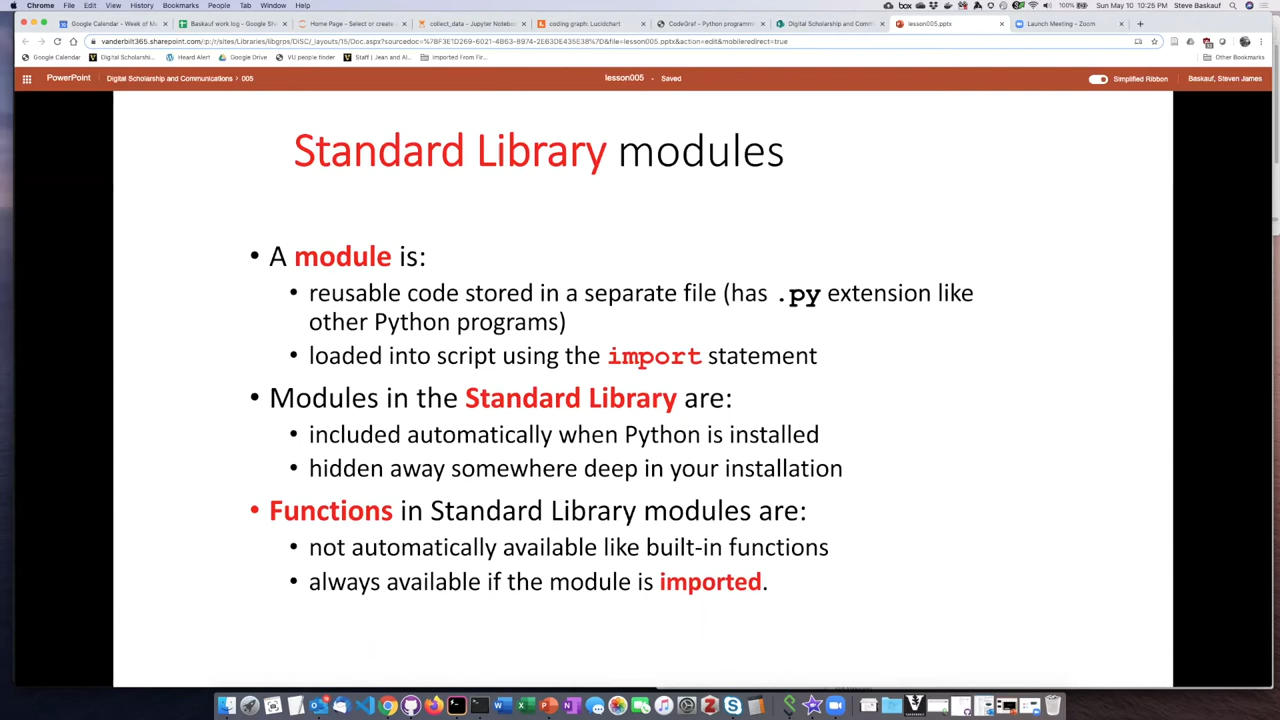 Chrome File Edit View History Bookmarks People Tab Window Help
box 100% Sun May 10 10:25 PM Steve Baskauf
Google Calendar - Week of M
Baskauf work log - Google She
Home Page - Select or create
collect_data - Jupyter Notebo
coding graph: Lucidchart
CodeGraf - Python programm
Digital Scholarship and Comm
lesson005.pptx
Launch Meeting - Zoom
vanderbilt365.sharepoint.com/:p:/r/sites/Libraries/libgrps/DISC/_layouts/15/Doc.aspx?sourcedoc=%7BF3E1D269-6021-4B63-8974-2E63DE435E38%7D&file=lesson005.pptx&action=edit&mobileredirect=true
Google Calendar Digital Scholarship... Heard Alert Google Drive VU people finder Staff | Jean and Al... Imported From Fir... Other Bookmarks
PowerPoint Digital Scholarship and Communications > 005 lesson005 - Saved Simplified Ribbon Baskauf, Steven James
Standard Library modules
• A module is:
• reusable code stored in a separate file (has .py extension like
other Python programs)
• loaded into script using the import statement
• Modules in the Standard Library are:
• included automatically when Python is installed
• hidden away somewhere deep in your installation
• Functions in Standard Library modules are:
• not automatically available like built-in functions
• always available if the module is imported.